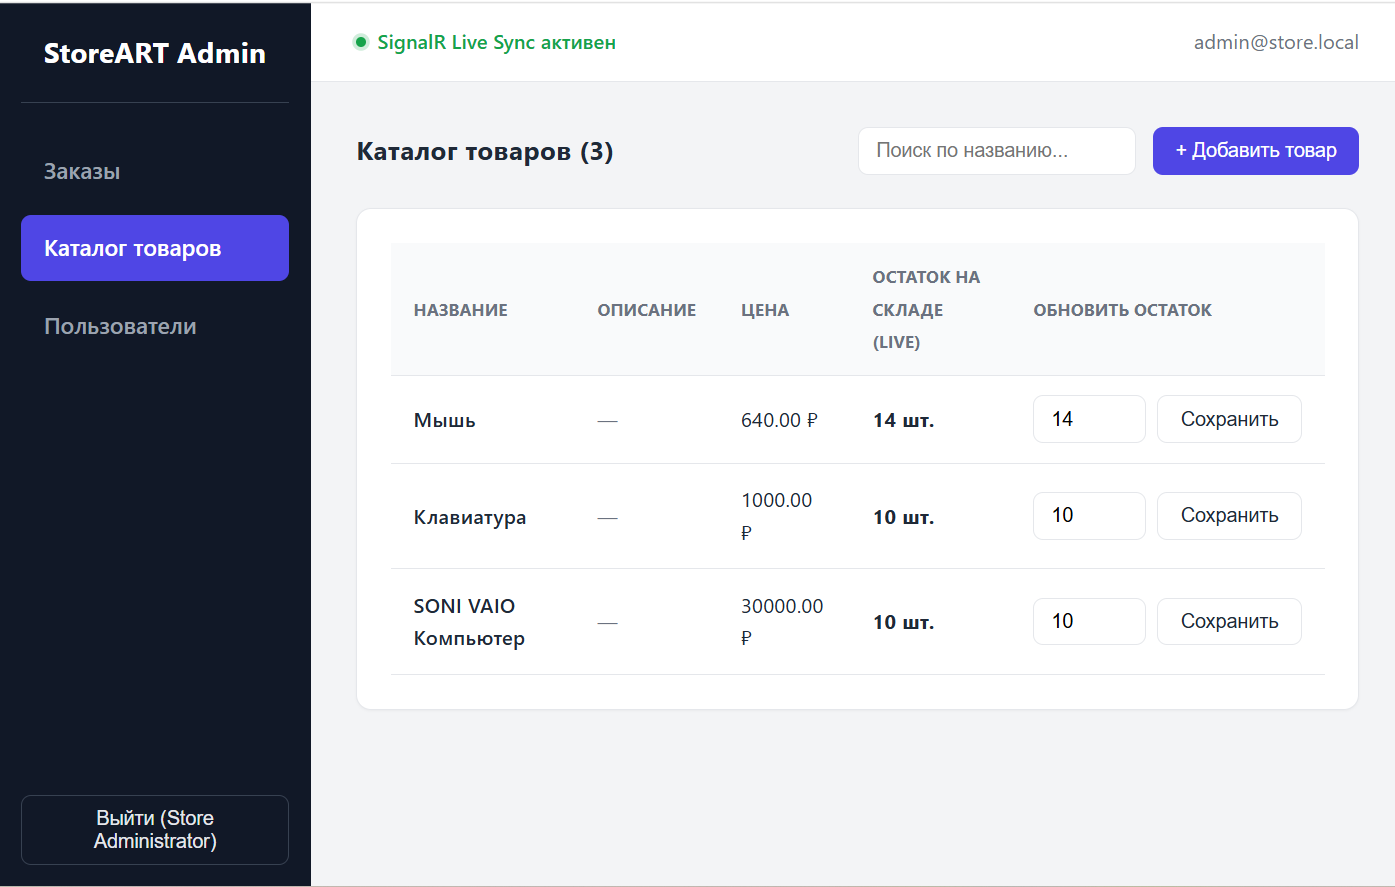 StoreART Admin
SignalR Live Sync активен
admin@store.local
Заказы
Каталог товаров
Пользователи
Выйти (Store
Administrator)
Каталог товаров (3)
Поиск по названию...
+ Добавить товар
НАЗВАНИЕ
ОПИСАНИЕ
ЦЕНА
ОСТАТОК НА
СКЛАДЕ
(LIVE)
ОБНОВИТЬ ОСТАТОК
Мышь
—
640.00 ₽
14 шт.
14
Сохранить
Клавиатура
—
1000.00
₽
10 шт.
10
Сохранить
SONI VAIO
Компьютер
—
30000.00
₽
10 шт.
10
Сохранить